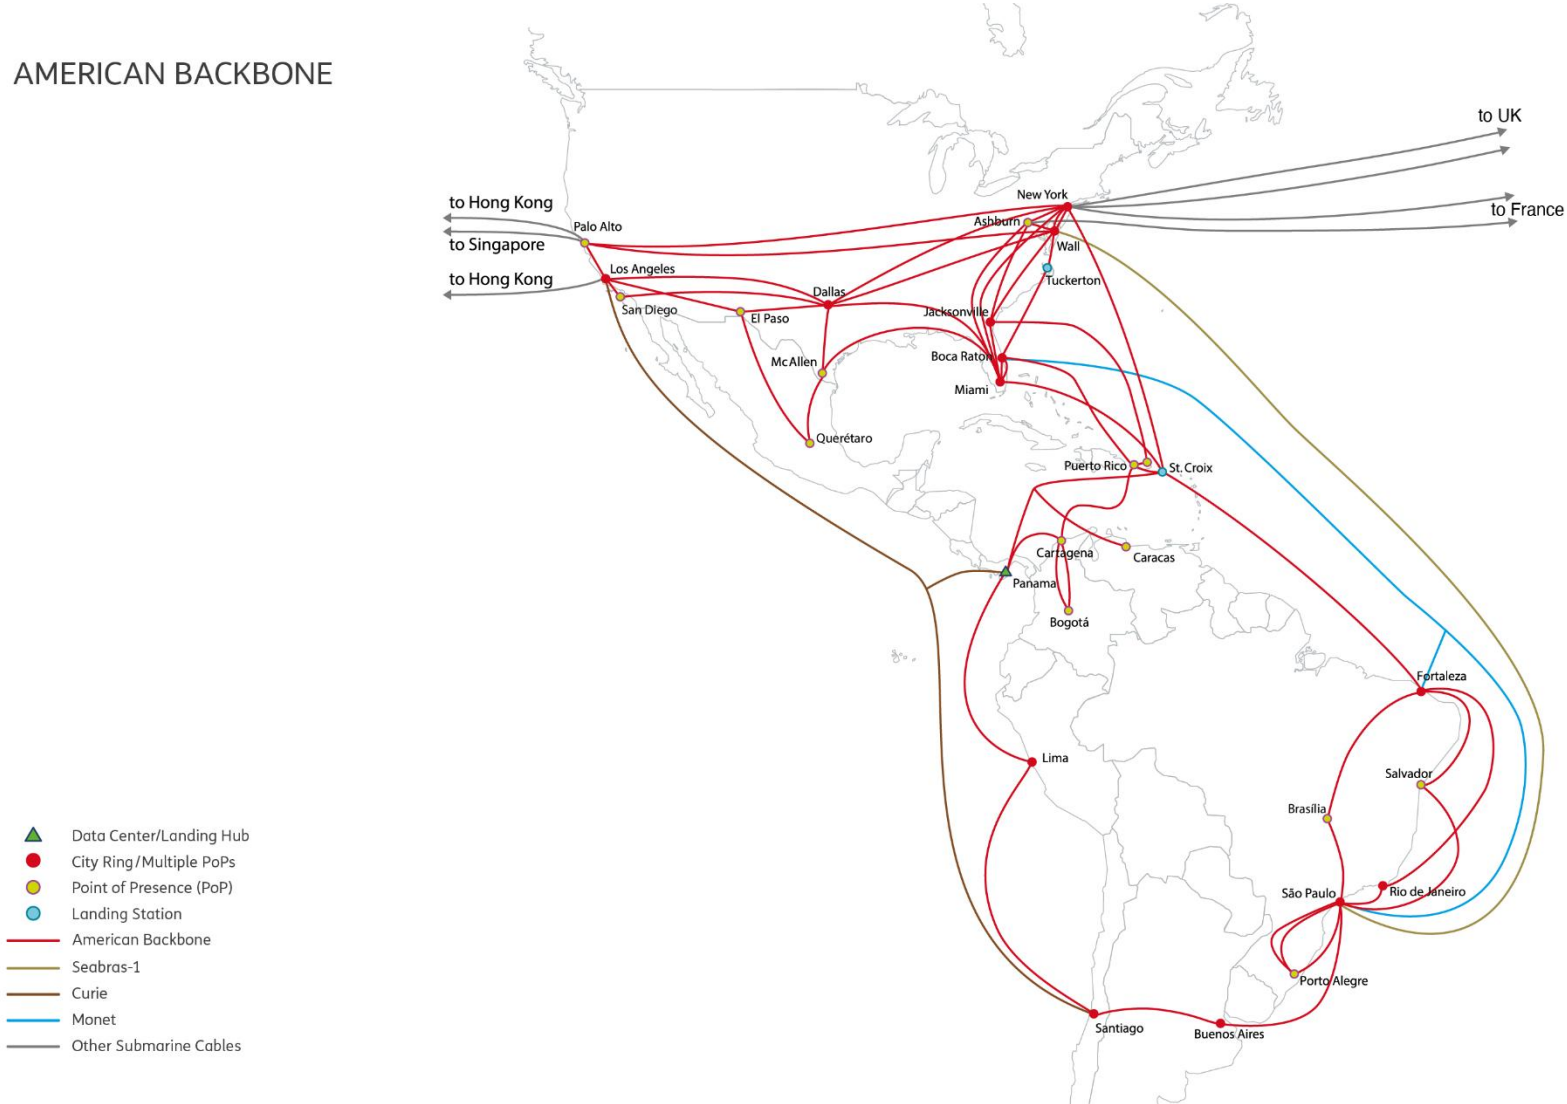 AMERICAN BACKBONE
to UK
to France
to Hong Kong
to Singapore
to Hong Kong
New York
Ashburn
Palo Alto
Wall
Los Angeles
Tuckerton
Dallas
San Diego
Jacksonville
El Paso
Boca Raton
McAllen
Miami
Querétaro
Puerto Rico
St. Croix
Cartagena
Caracas
Panama
Bogotá
Fortaleza
Lima
Salvador
Brasília
São Paulo
Rio de Janeiro
Porto Alegre
Santiago
Buenos Aires
Data Center/Landing Hub
City Ring/Multiple PoPs
Point of Presence (PoP)
Landing Station
American Backbone
Seabras-1
Curie
Monet
Other Submarine Cables